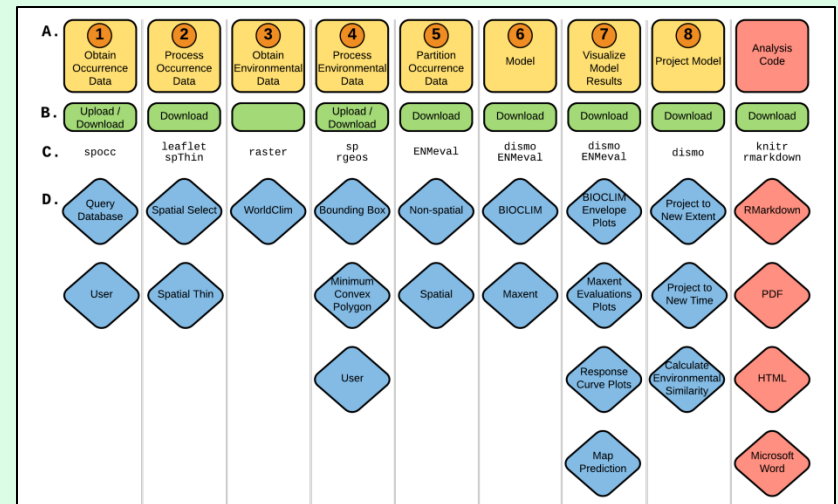 A.
1
Obtain
Occurrence
Data
2
Process
Occurrence
Data
3
Obtain
Environmental
Data
4
Process
Environmental
Data
5
Partition
Occurrence
Data
6
Model
7
Visualize
Model
Results
8
Project Model
Analysis
Code
B.
Upload /
Download
Download
Upload /
Download
Download
Download
Download
Download
Download
C.
spocc
leaflet
spThin
raster
sp
rgeos
ENMeval
dismo
ENMeval
dismo
ENMeval
dismo
knitr
rmarkdown
D.
Query
Database
Spatial Select
WorldClim
Bounding Box
Non-spatial
BIOCLIM
BIOCLIM
Envelope
Plots
Project to
New Extent
RMarkdown
User
Spatial Thin
Minimum
Convex
Polygon
Spatial
Maxent
Maxent
Evaluations
Plots
Project to
New Time
PDF
User
Response
Curve Plots
Calculate
Environmental
Similarity
HTML
Map
Prediction
Microsoft
Word